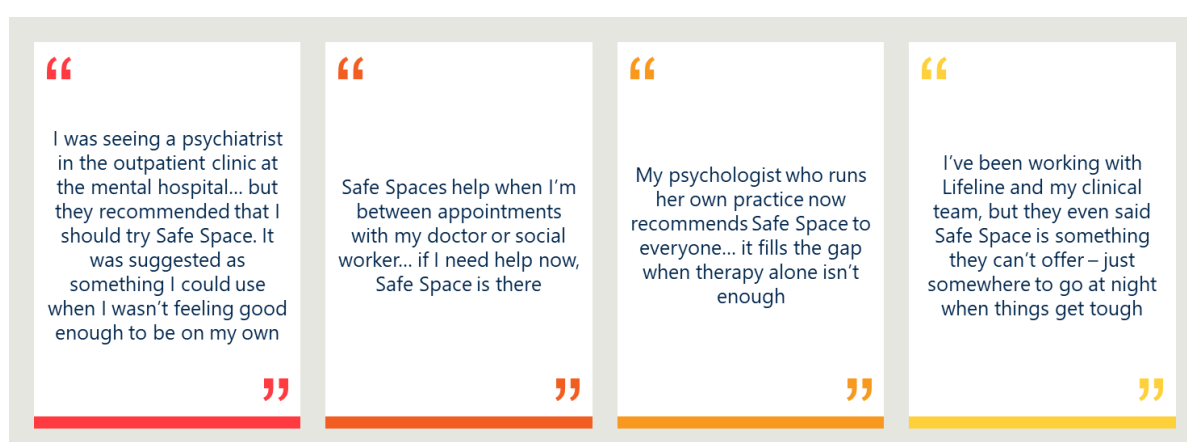 “
I was seeing a psychiatrist
in the outpatient clinic at
the mental hospital... but
they recommended that I
should try Safe Space. It
was suggested as
something I could use
when I wasn’t feeling good
enough to be on my own
”
“
Safe Spaces help when I’m
between appointments
with my doctor or social
worker... if I need help now,
Safe Space is there
”
“
My psychologist who runs
her own practice now
recommends Safe Space to
everyone... it fills the gap
when therapy alone isn’t
enough
”
“
I’ve been working with
Lifeline and my clinical
team, but they even said
Safe Space is something
they can’t offer – just
somewhere to go at night
when things get tough
”